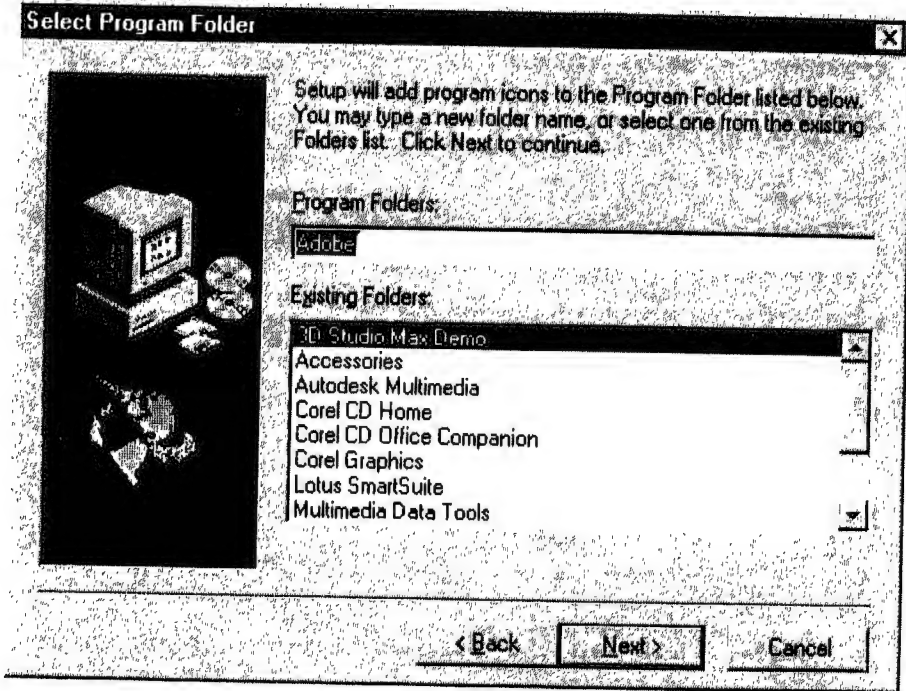 Select Program Folder
Setup will add program icons to the Program Folder listed below.
You may type a new folder name, or select one from the existing
Folders list. Click Next to continue.
Program Folders:
Adobe
Existing Folders:
3D Studio Max Demo
Accessories
Autodesk Multimedia
Corel CD Home
Corel CD Office Companion
Corel Graphics
Lotus SmartSuite
Multimedia Data Tools
< Back
Next >
Cancel